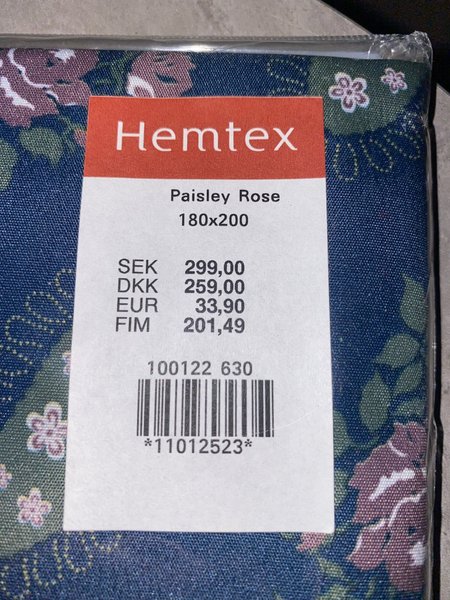 Hemtex
Paisley Rose
180x200
SEK 299,00
DKK 259,00
EUR 33,90
FIM 201,49
100122 630
*11012523*